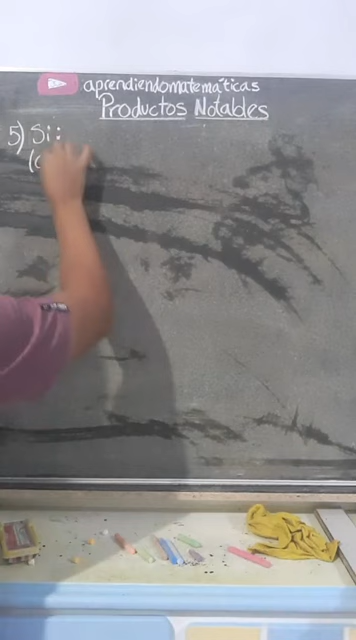 aprendiendomatemáticas
Productos Notables
5) Si:
(